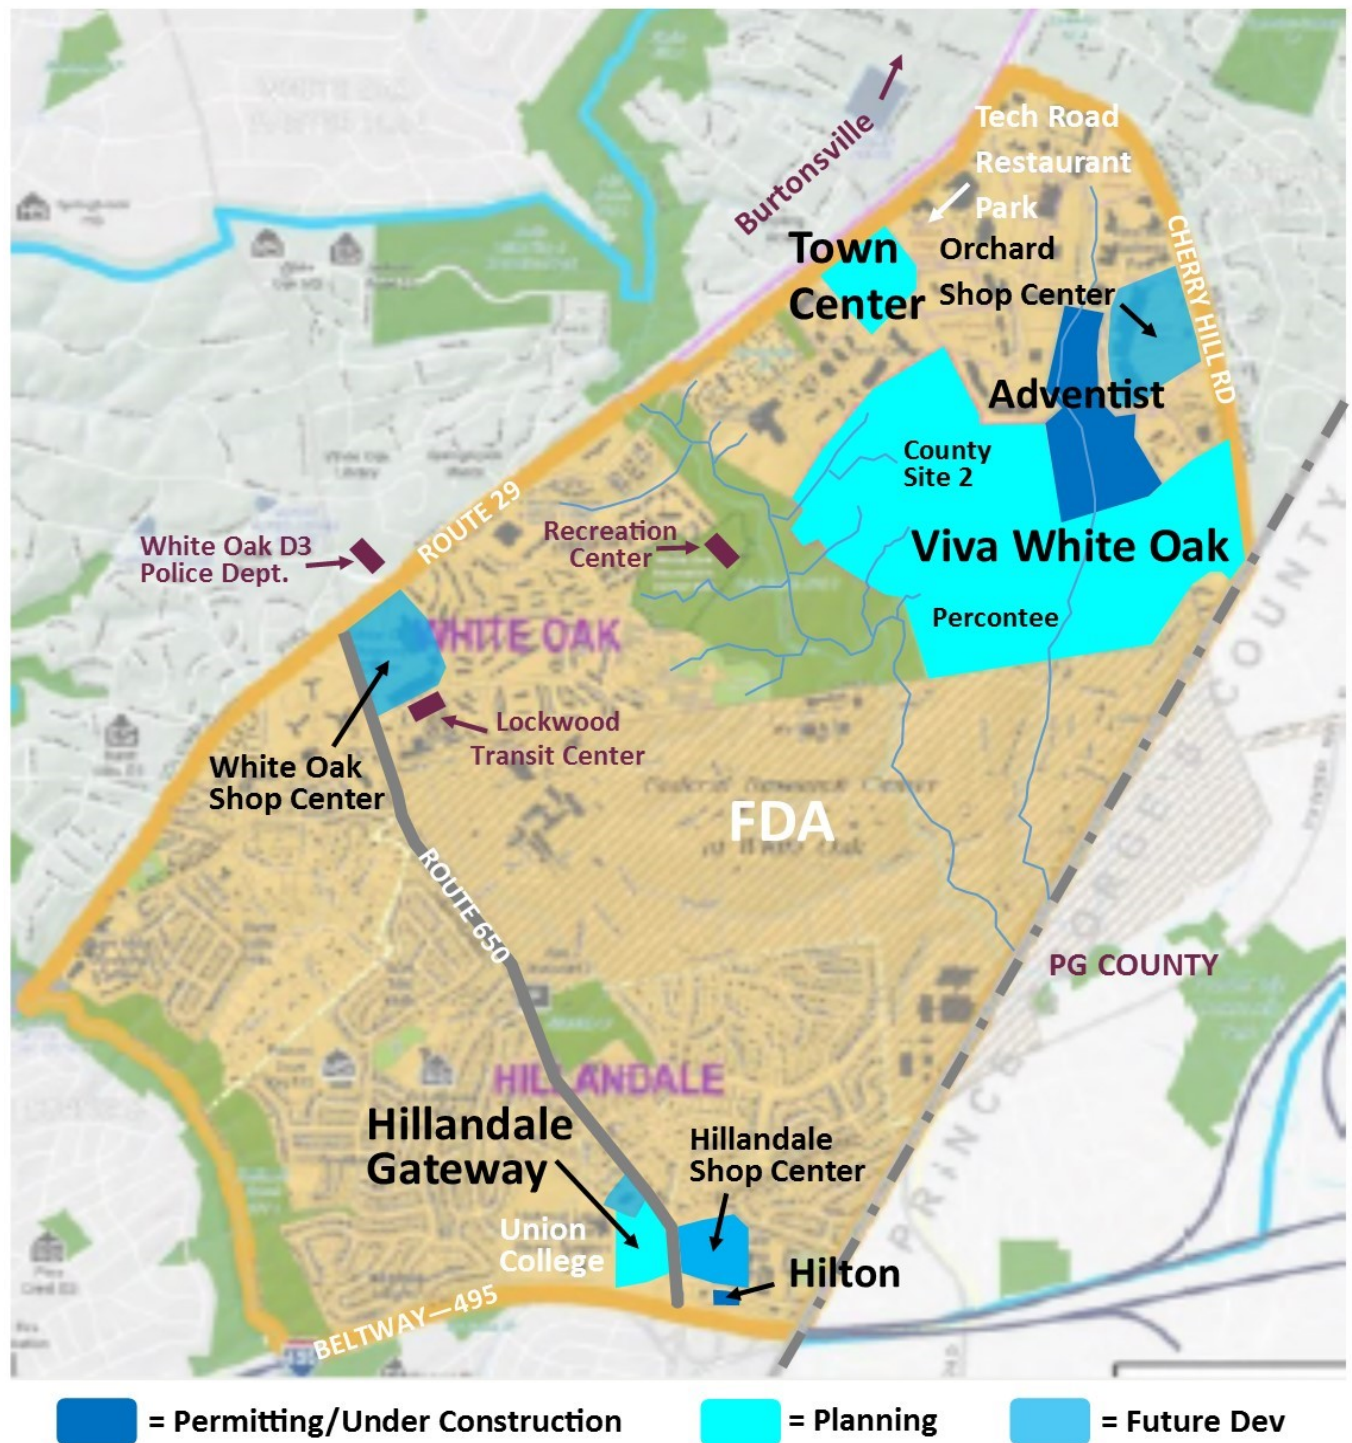 Burtonsville
Tech Road
Restaurant
Park
Town
Center
Orchard
Shop Center
CHERRY HILL RD
Adventist
County
Site 2
ROUTE 29
Recreation
Center
White Oak D3
Police Dept.
Viva White Oak
Percontee
WHITE OAK
Lockwood
Transit Center
White Oak
Shop Center
FDA
ROUTE 650
PG COUNTY
PRINCE GEORGE COUNTY
HILLANDALE
Hillandale
Gateway
Hillandale
Shop Center
Union
College
Hilton
BELTWAY—495
= Permitting/Under Construction
= Planning
= Future Dev